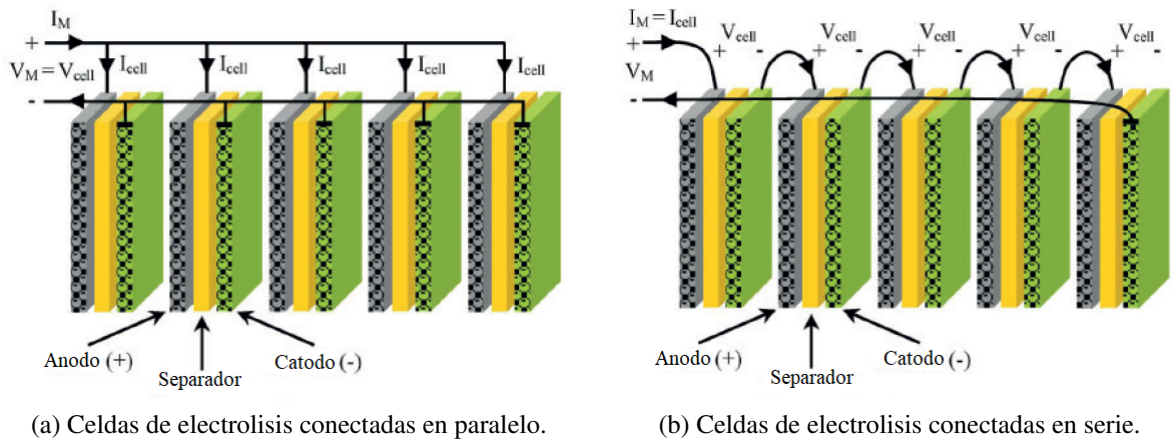 I_M
+
I_cell I_cell I_cell I_cell I_cell
V_M = V_cell
-
Anodo (+)
Separador
Catodo (-)
(a) Celdas de electrolisis conectadas en paralelo.
I_M = I_cell
+
V_M
-
V_cell V_cell V_cell V_cell V_cell
+ - + - + - + - + -
Anodo (+)
Separador
Catodo (-)
(b) Celdas de electrolisis conectadas en serie.